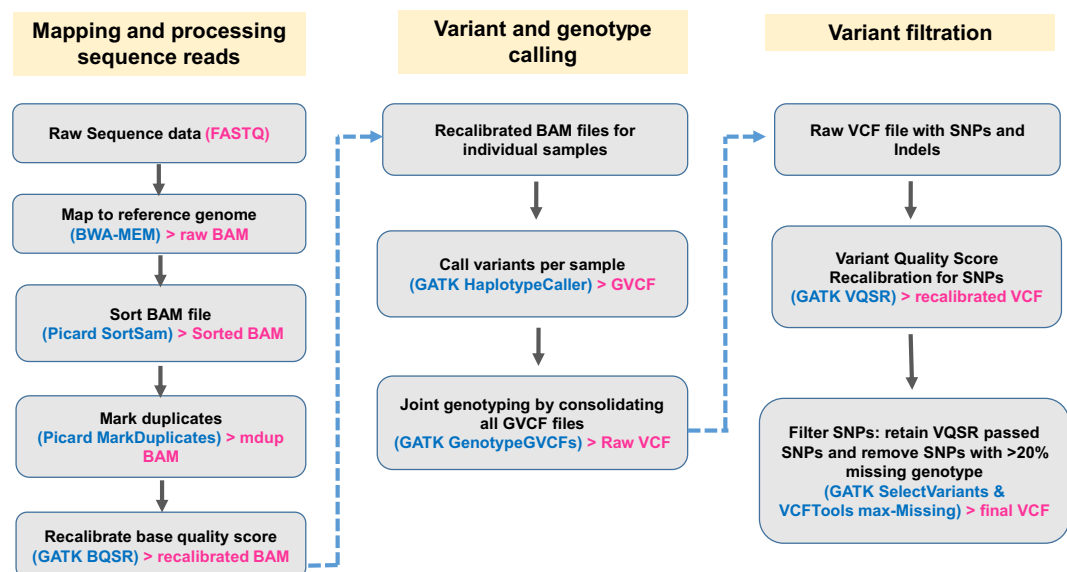 Mapping and processing
sequence reads
Raw Sequence data (FASTQ)
Map to reference genome
(BWA-MEM) > raw BAM
Sort BAM file
(Picard SortSam) > Sorted BAM
Mark duplicates
(Picard MarkDuplicates) > mdup
BAM
Recalibrate base quality score
(GATK BQSR) > recalibrated BAM
Variant and genotype
calling
Recalibrated BAM files for
individual samples
Call variants per sample
(GATK HaplotypeCaller) > GVCF
Joint genotyping by consolidating
all GVCF files
(GATK GenotypeGVCFs) > Raw VCF
Variant filtration
Raw VCF file with SNPs and
Indels
Variant Quality Score
Recalibration for SNPs
(GATK VQSR) > recalibrated VCF
Filter SNPs: retain VQSR passed
SNPs and remove SNPs with >20%
missing genotype
(GATK SelectVariants &
VCFTools max-Missing) > final VCF